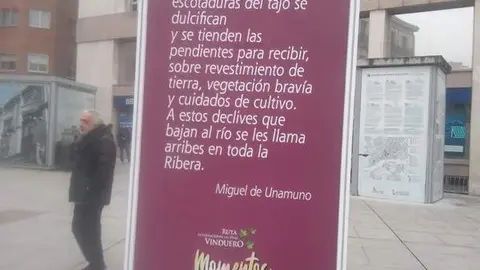 escotaduras del tajo se
dulcifican
y se tienden las
pendientes para recibir,
sobre revestimiento de
tierra, vegetación bravía
y cuidados de cultivo.
A estos declives que
bajan al río se les llama
arribes en toda la
Ribera.
Miguel de Unamuno
RUTA
VINDUERO
Momentos